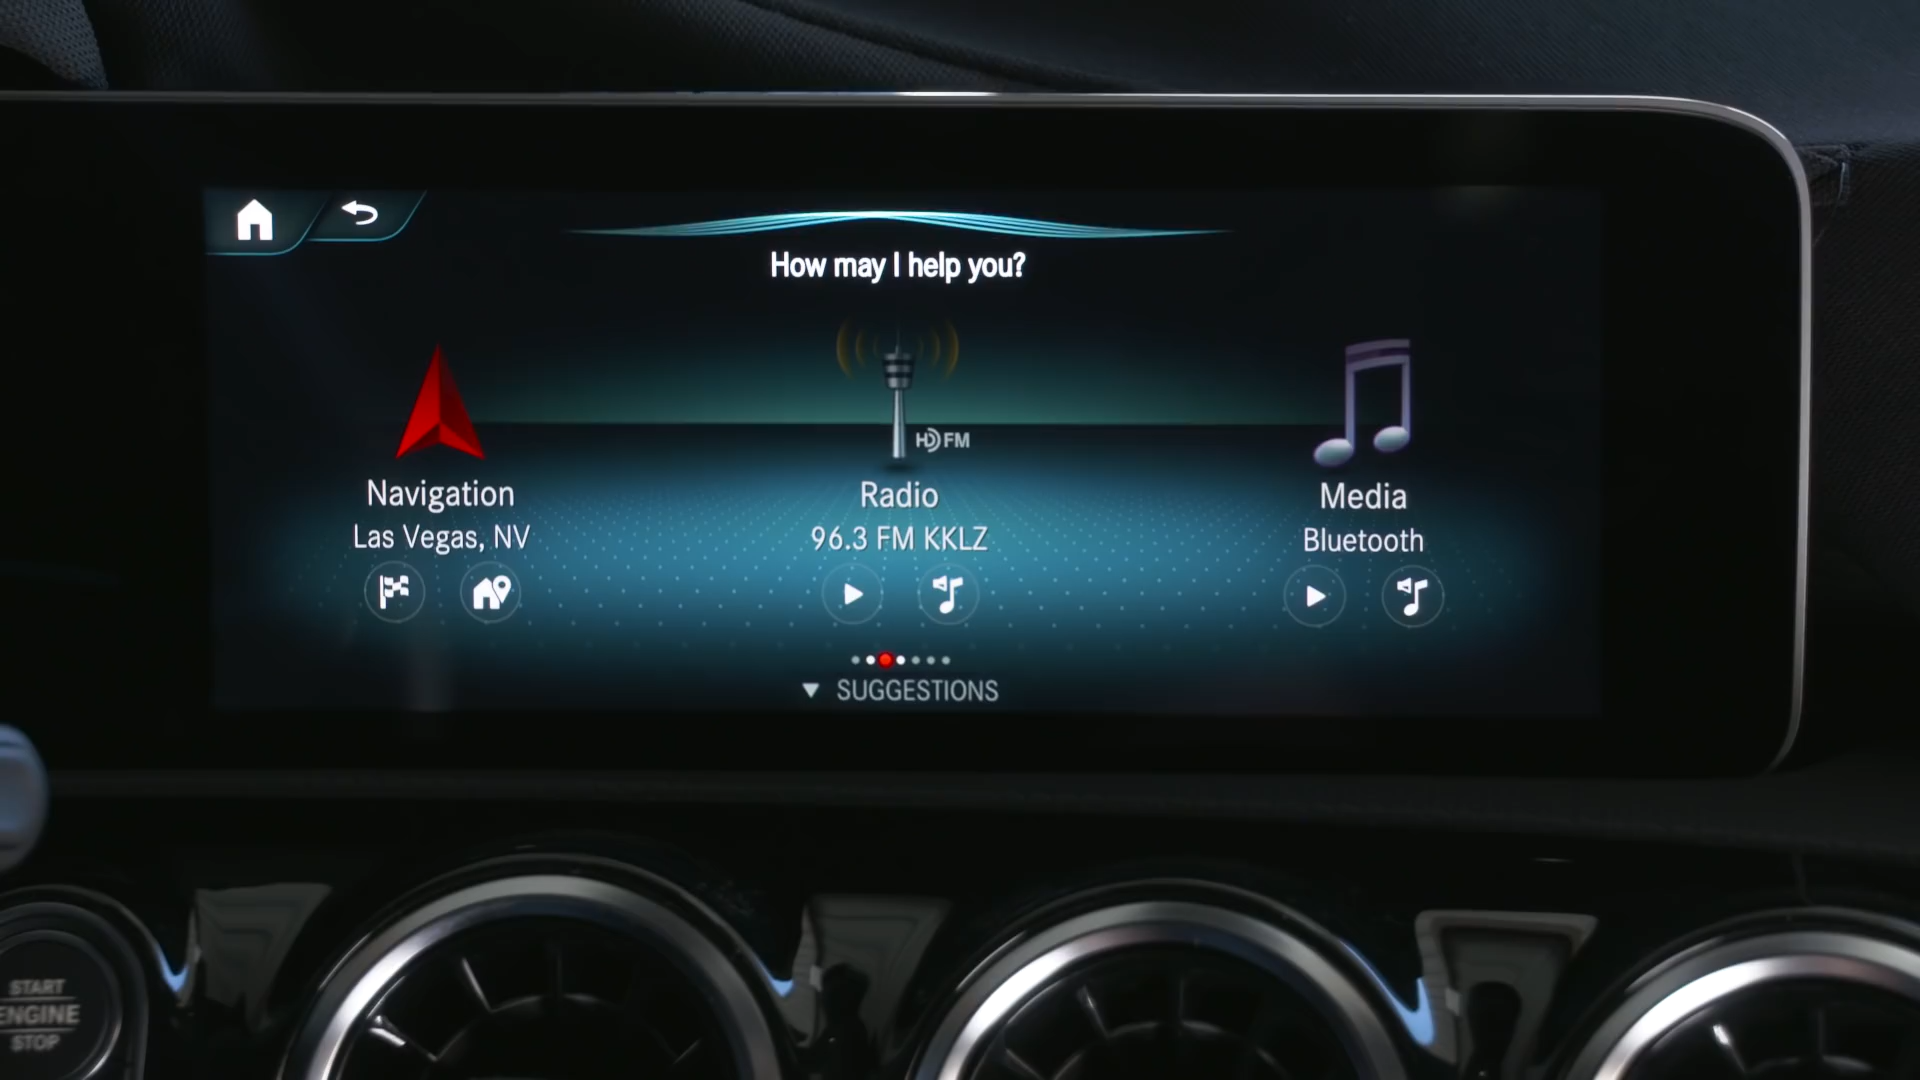 How may I help you?
HD FM
Navigation
Las Vegas, NV
Radio
96.3 FM KKLZ
Media
Bluetooth
SUGGESTIONS
START
ENGINE
STOP